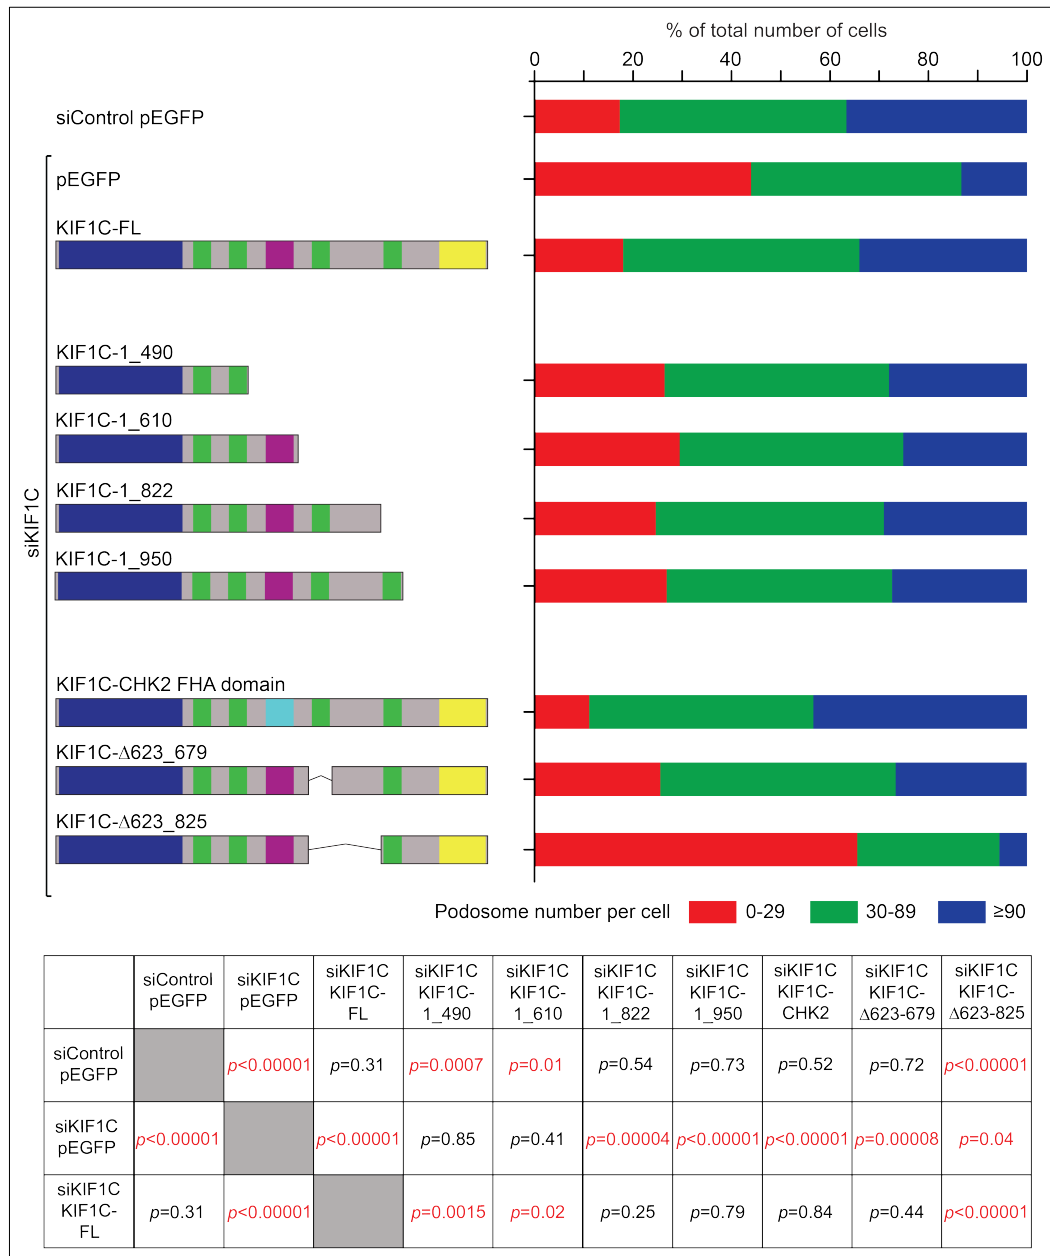 % of total number of cells
0 20 40 60 80 100
siControl pEGFP
pEGFP
KIF1C-FL
KIF1C-1_490
KIF1C-1_610
KIF1C-1_822
KIF1C-1_950
siKIF1C
KIF1C-CHK2 FHA domain
KIF1C-Δ623_679
KIF1C-Δ623_825
Podosome number per cell 0-29 30-89 ≥90
siControl pEGFP siKIF1C pEGFP siKIF1C KIF1C-FL siKIF1C KIF1C-1_490 siKIF1C KIF1C-1_610 siKIF1C KIF1C-1_822 siKIF1C KIF1C-1_950 siKIF1C KIF1C-CHK2 siKIF1C KIF1C-Δ623-679 siKIF1C KIF1C-Δ623-825
siControl pEGFP p<0.00001 p=0.31 p=0.0007 p=0.01 p=0.54 p=0.73 p=0.52 p=0.72 p<0.00001
siKIF1C pEGFP p<0.00001 p<0.00001 p=0.85 p=0.41 p=0.00004 p<0.00001 p<0.00001 p=0.00008 p=0.04
siKIF1C KIF1C-FL p=0.31 p<0.00001 p=0.0015 p=0.02 p=0.25 p=0.79 p=0.84 p=0.44 p<0.00001